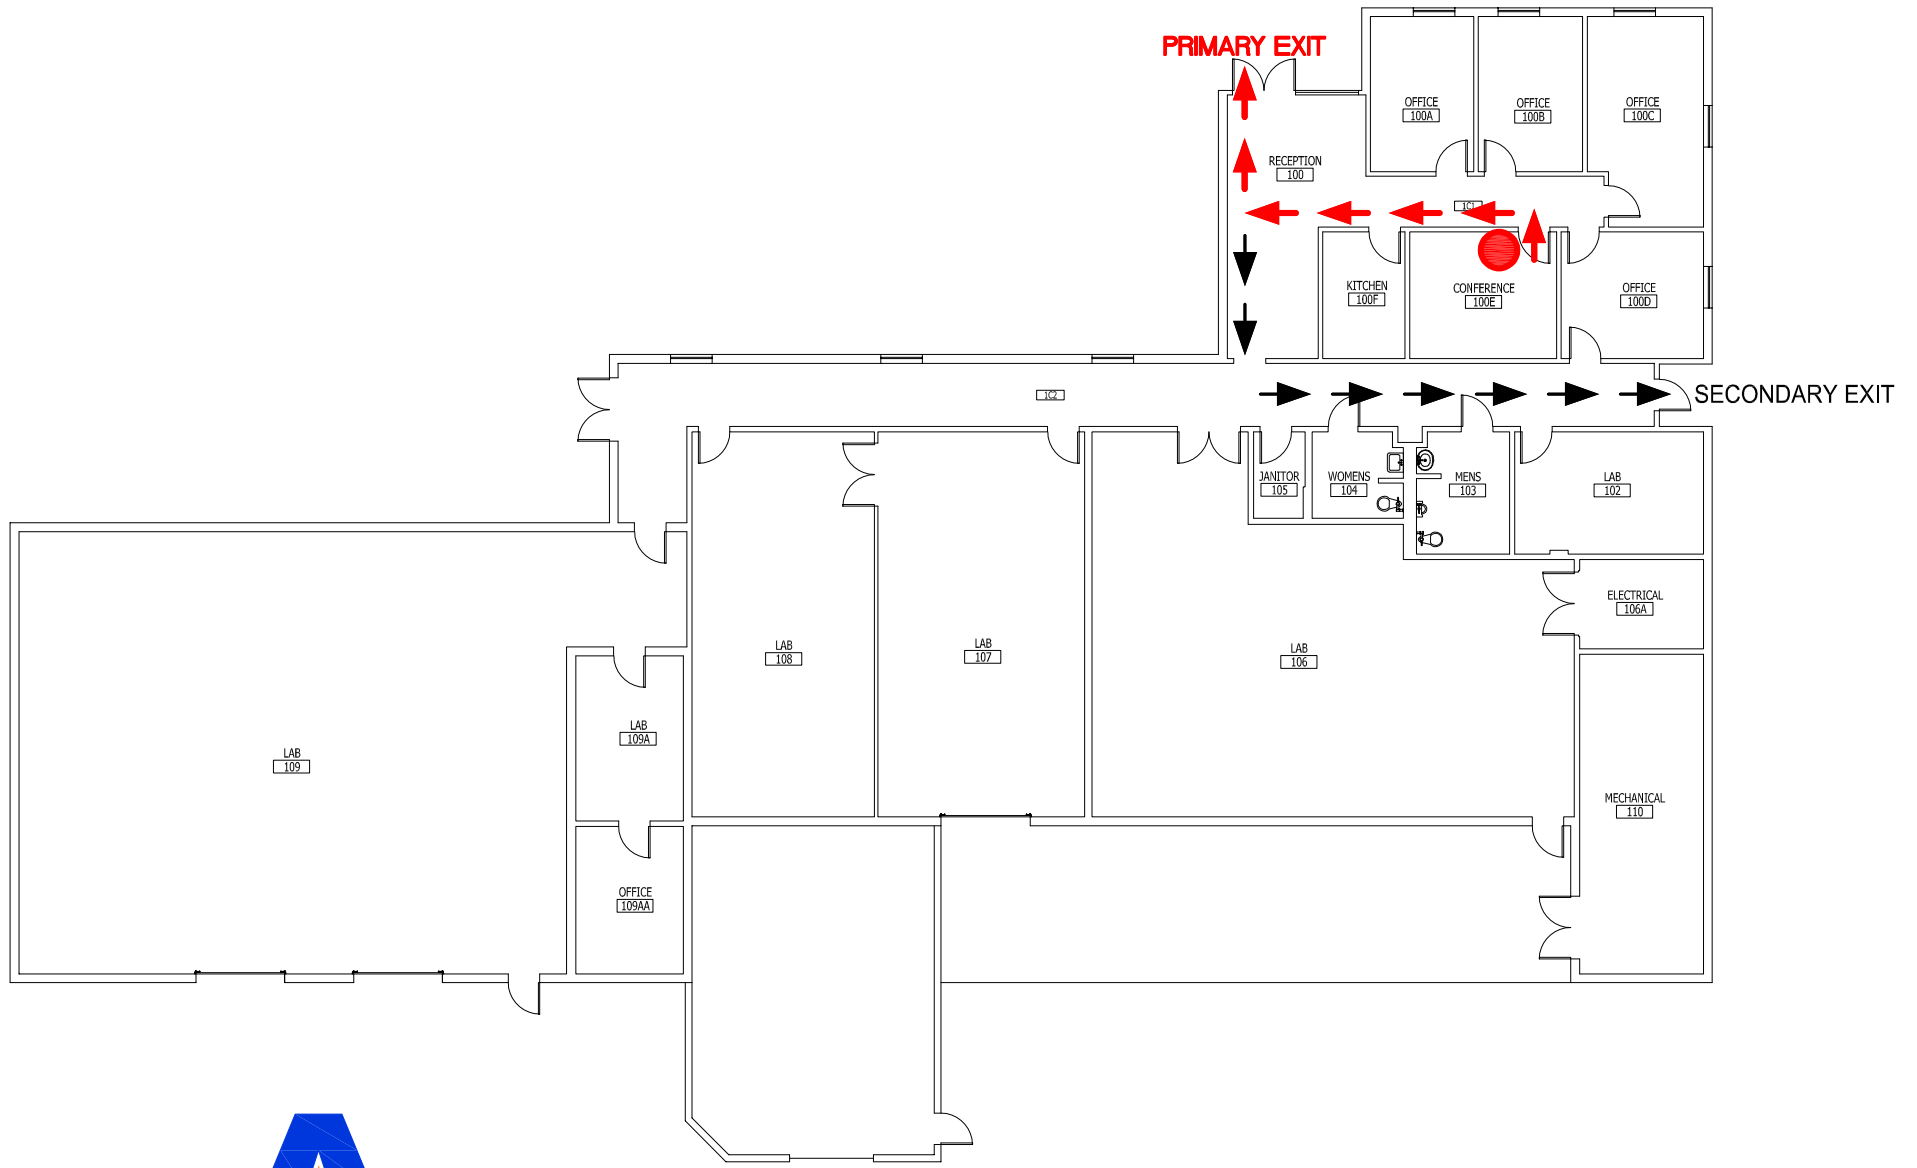 PRIMARY EXIT
OFFICE
100A
OFFICE
100B
OFFICE
100C
RECEPTION
100
1C1
KITCHEN
100F
CONFERENCE
100E
OFFICE
100D
1C2
SECONDARY EXIT
JANITOR
105
WOMENS
104
MENS
103
LAB
102
ELECTRICAL
106A
LAB
108
LAB
107
LAB
106
LAB
109A
LAB
109
MECHANICAL
110
OFFICE
109AA